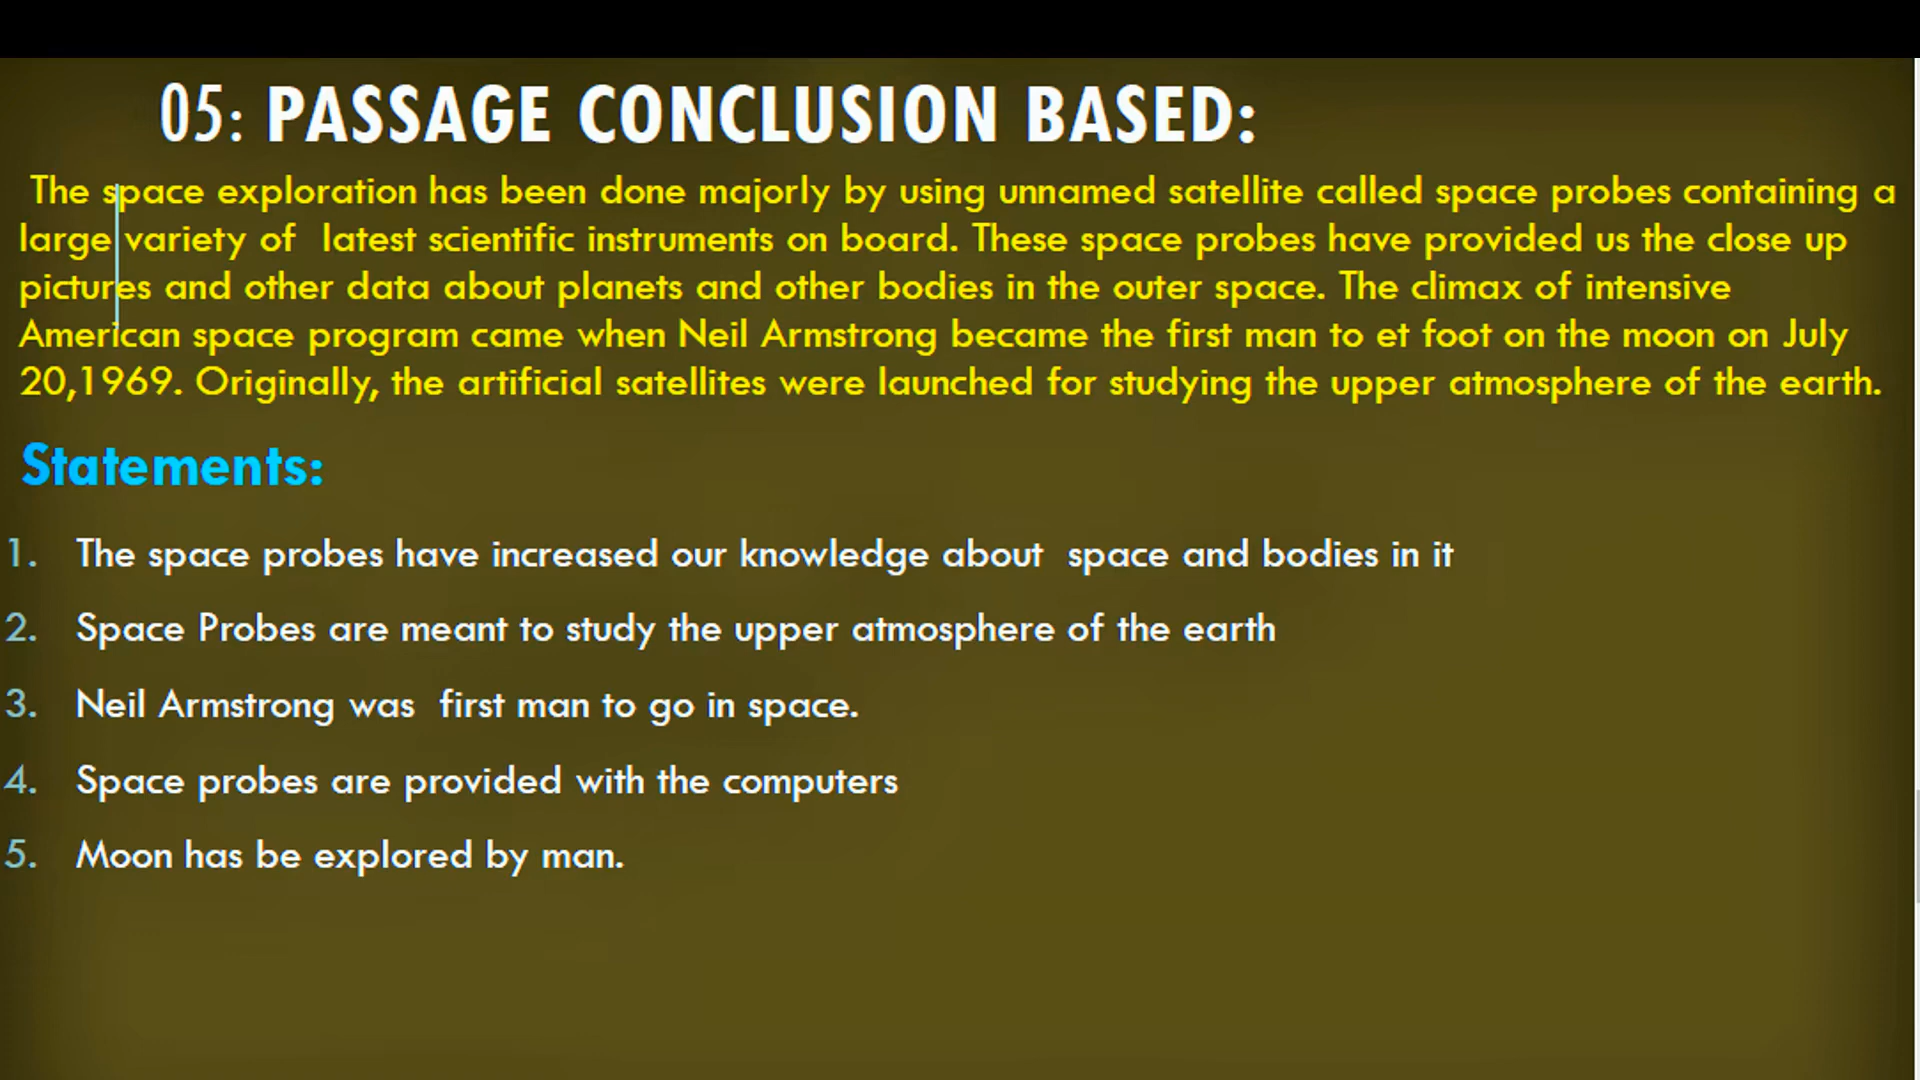 05: PASSAGE CONCLUSION BASED:
The space exploration has been done majorly by using unnamed satellite called space probes containing a
large variety of latest scientific instruments on board. These space probes have provided us the close up
pictures and other data about planets and other bodies in the outer space. The climax of intensive
American space program came when Neil Armstrong became the first man to et foot on the moon on July
20,1969. Originally, the artificial satellites were launched for studying the upper atmosphere of the earth.
Statements:
1. The space probes have increased our knowledge about space and bodies in it
2. Space Probes are meant to study the upper atmosphere of the earth
3. Neil Armstrong was first man to go in space.
4. Space probes are provided with the computers
5. Moon has be explored by man.